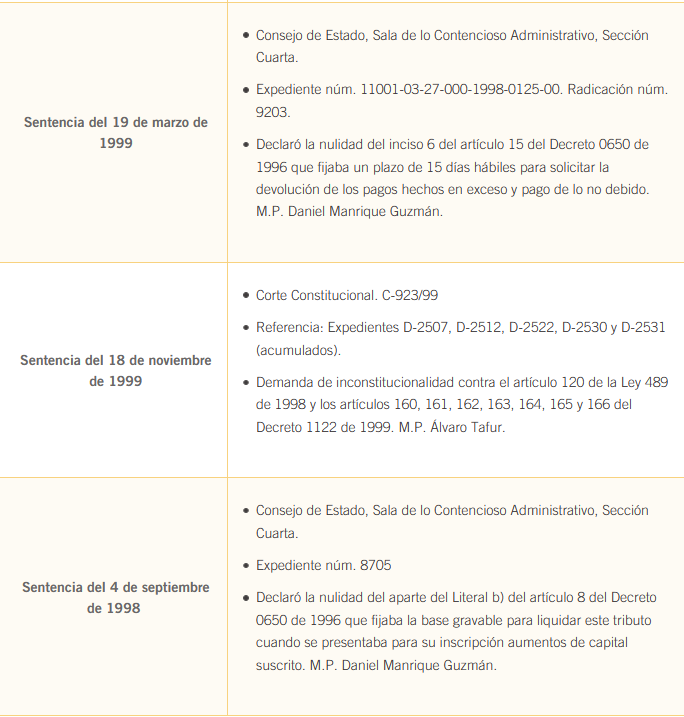 Sentencia del 19 de marzo de
1999
• Consejo de Estado, Sala de lo Contencioso Administrativo, Sección
Cuarta.
• Expediente núm. 11001-03-27-000-1998-0125-00. Radicación núm.
9203.
• Declaró la nulidad del inciso 6 del artículo 15 del Decreto 0650 de
1996 que fijaba un plazo de 15 días hábiles para solicitar la
devolución de los pagos hechos en exceso y pago de lo no debido.
M.P. Daniel Manrique Guzmán.
Sentencia del 18 de noviembre
de 1999
• Corte Constitucional. C-923/99
• Referencia: Expedientes D-2507, D-2512, D-2522, D-2530 y D-2531
(acumulados).
• Demanda de inconstitucionalidad contra el artículo 120 de la Ley 489
de 1998 y los artículos 160, 161, 162, 163, 164, 165 y 166 del
Decreto 1122 de 1999. M.P. Álvaro Tafur.
Sentencia del 4 de septiembre
de 1998
• Consejo de Estado, Sala de lo Contencioso Administrativo, Sección
Cuarta.
• Expediente núm. 8705
• Declaró la nulidad del aparte del Literal b) del artículo 8 del Decreto
0650 de 1996 que fijaba la base gravable para liquidar este tributo
cuando se presentaba para su inscripción aumentos de capital
suscrito. M.P. Daniel Manrique Guzmán.